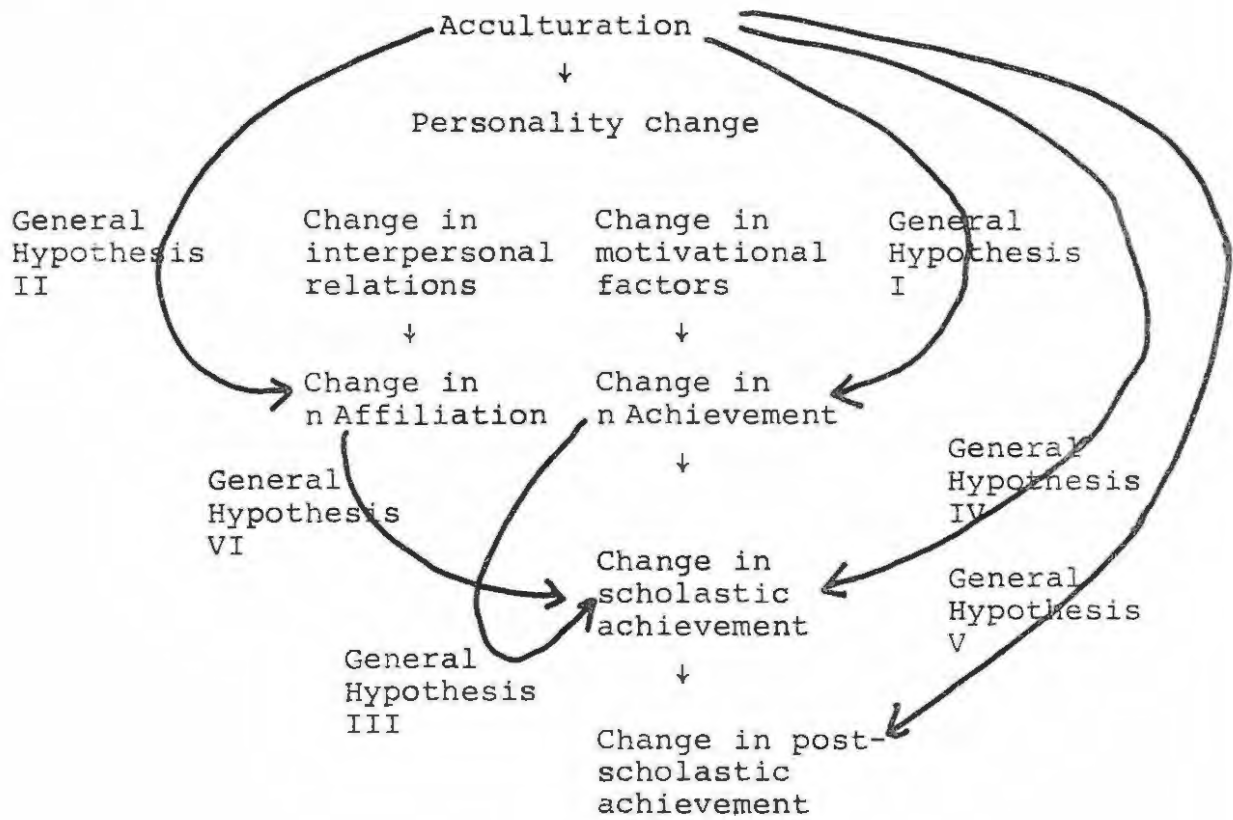 Acculturation
↓
Personality change
General
Hypothesis
II
Change in
interpersonal
relations
Change in
motivational
factors
General
Hypothesis
I
↓
↓
Change in
n Affiliation
Change in
n Achievement
General
Hypothesis
VI
↓
General
Hypothesis
IV
Change in
scholastic
achievement
General
Hypothesis
V
General
Hypothesis
III
↓
Change in post-
scholastic
achievement